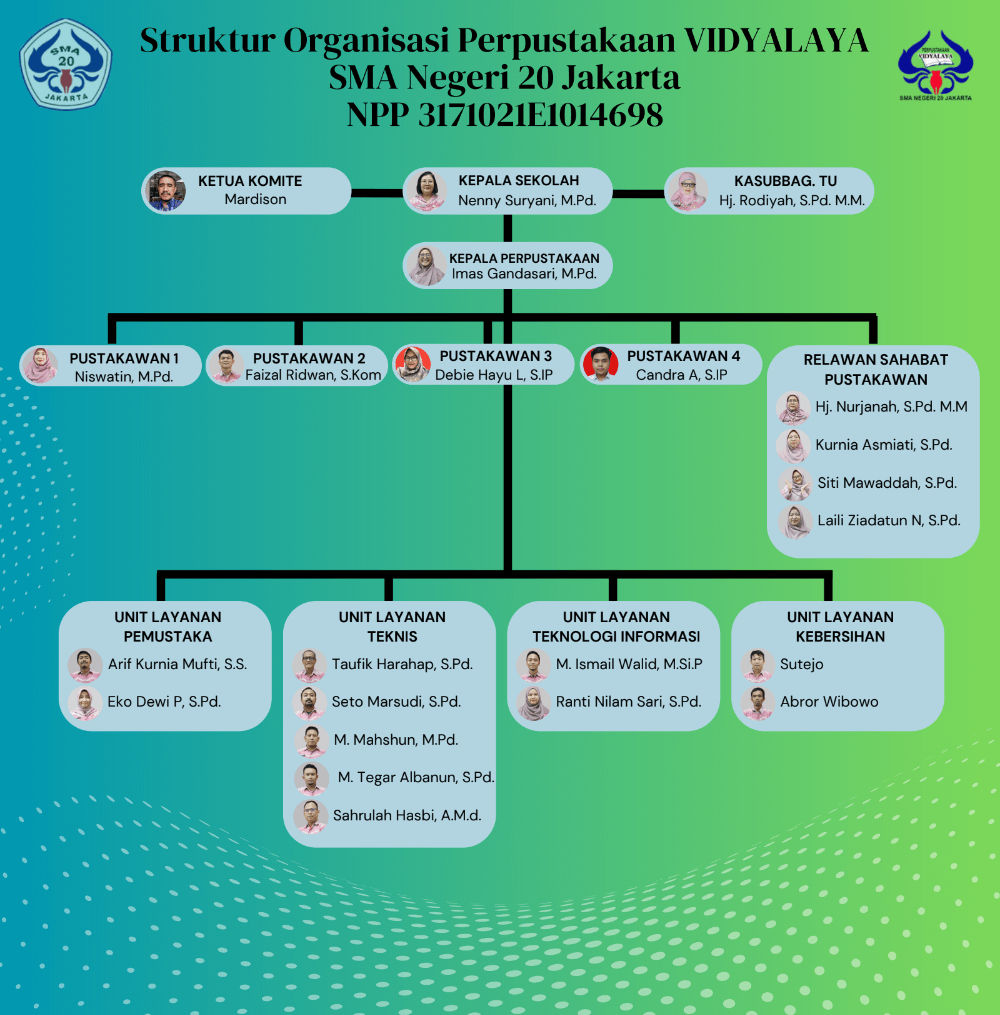 SMA
20
JAKARTA
Struktur Organisasi Perpustakaan VIDYALAYA
SMA Negeri 20 Jakarta
NPP 3171021E1014698
PERPUSTAKAAN
VIDYALAYA
SMA NEGERI 20 JAKARTA
KETUA KOMITE
Mardison
KEPALA SEKOLAH
Nenny Suryani, M.Pd.
KASUBBAG. TU
Hj. Rodiyah, S.Pd. M.M.
KEPALA PERPUSTAKAAN
Imas Gandasari, M.Pd.
PUSTAKAWAN 1
Niswatin, M.Pd.
PUSTAKAWAN 2
Faizal Ridwan, S.Kom
PUSTAKAWAN 3
Debie Hayu L, S.IP
PUSTAKAWAN 4
Candra A, S.IP
RELAWAN SAHABAT
PUSTAKAWAN
Hj. Nurjanah, S.Pd. M.M
Kurnia Asmiati, S.Pd.
Siti Mawaddah, S.Pd.
Laili Ziadatun N, S.Pd.
UNIT LAYANAN
PEMUSTAKA
Arif Kurnia Mufti, S.S.
Eko Dewi P, S.Pd.
UNIT LAYANAN
TEKNIS
Taufik Harahap, S.Pd.
Seto Marsudi, S.Pd.
M. Mahshun, M.Pd.
M. Tegar Albanun, S.Pd.
Sahrulah Hasbi, A.M.d.
UNIT LAYANAN
TEKNOLOGI INFORMASI
M. Ismail Walid, M.Si.P
Ranti Nilam Sari, S.Pd.
UNIT LAYANAN
KEBERSIHAN
Sutejo
Abror Wibowo